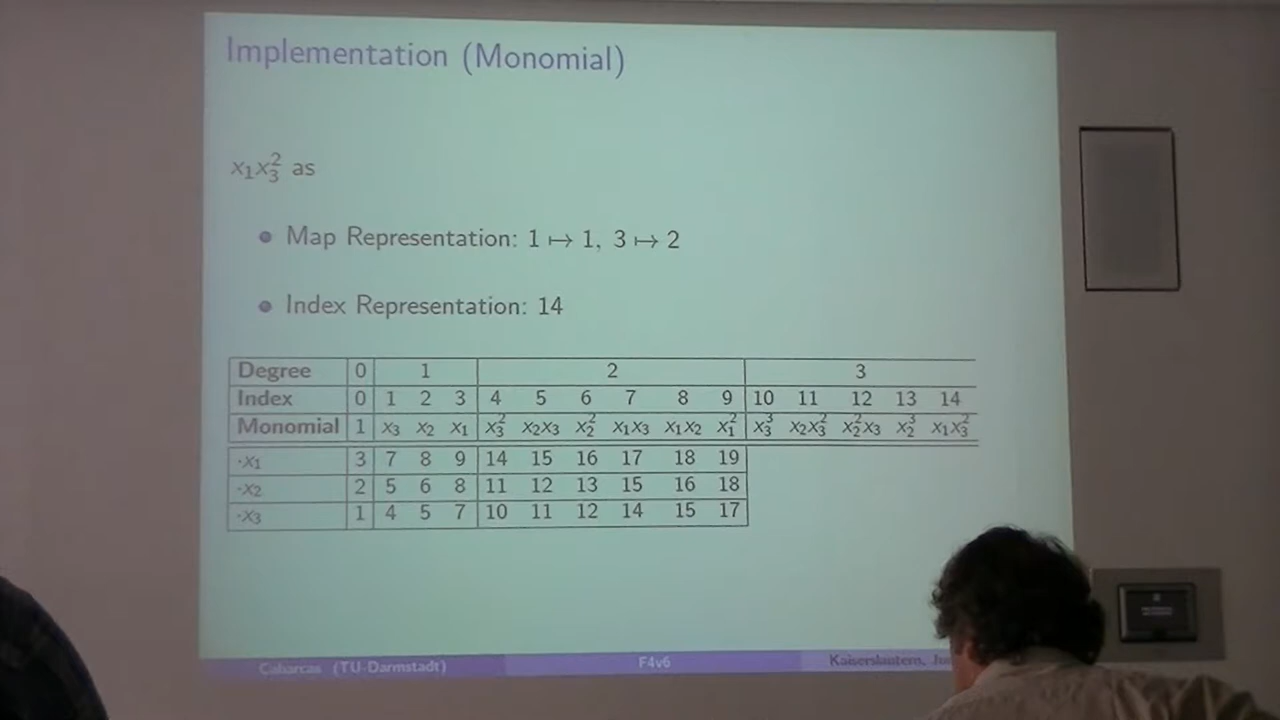 Implementation (Monomial)
x₁x₃² as
• Map Representation: 1 ↦ 1, 3 ↦ 2
• Index Representation: 14
Degree 0 1 2 3
Index 0 1 2 3 4 5 6 7 8 9 10 11 12 13 14
Monomial 1 x₃ x₂ x₁ x₃² x₂x₃ x₂² x₁x₃ x₁x₂ x₁² x₃³ x₂x₃² x₂²x₃ x₂³ x₁x₃²
·x₁ 3 7 8 9 14 15 16 17 18 19
·x₂ 2 5 6 8 11 12 13 15 16 18
·x₃ 1 4 5 7 10 11 12 14 15 17
Cabarcas (TU-Darmstadt) F4v6 Kaiserslautern,